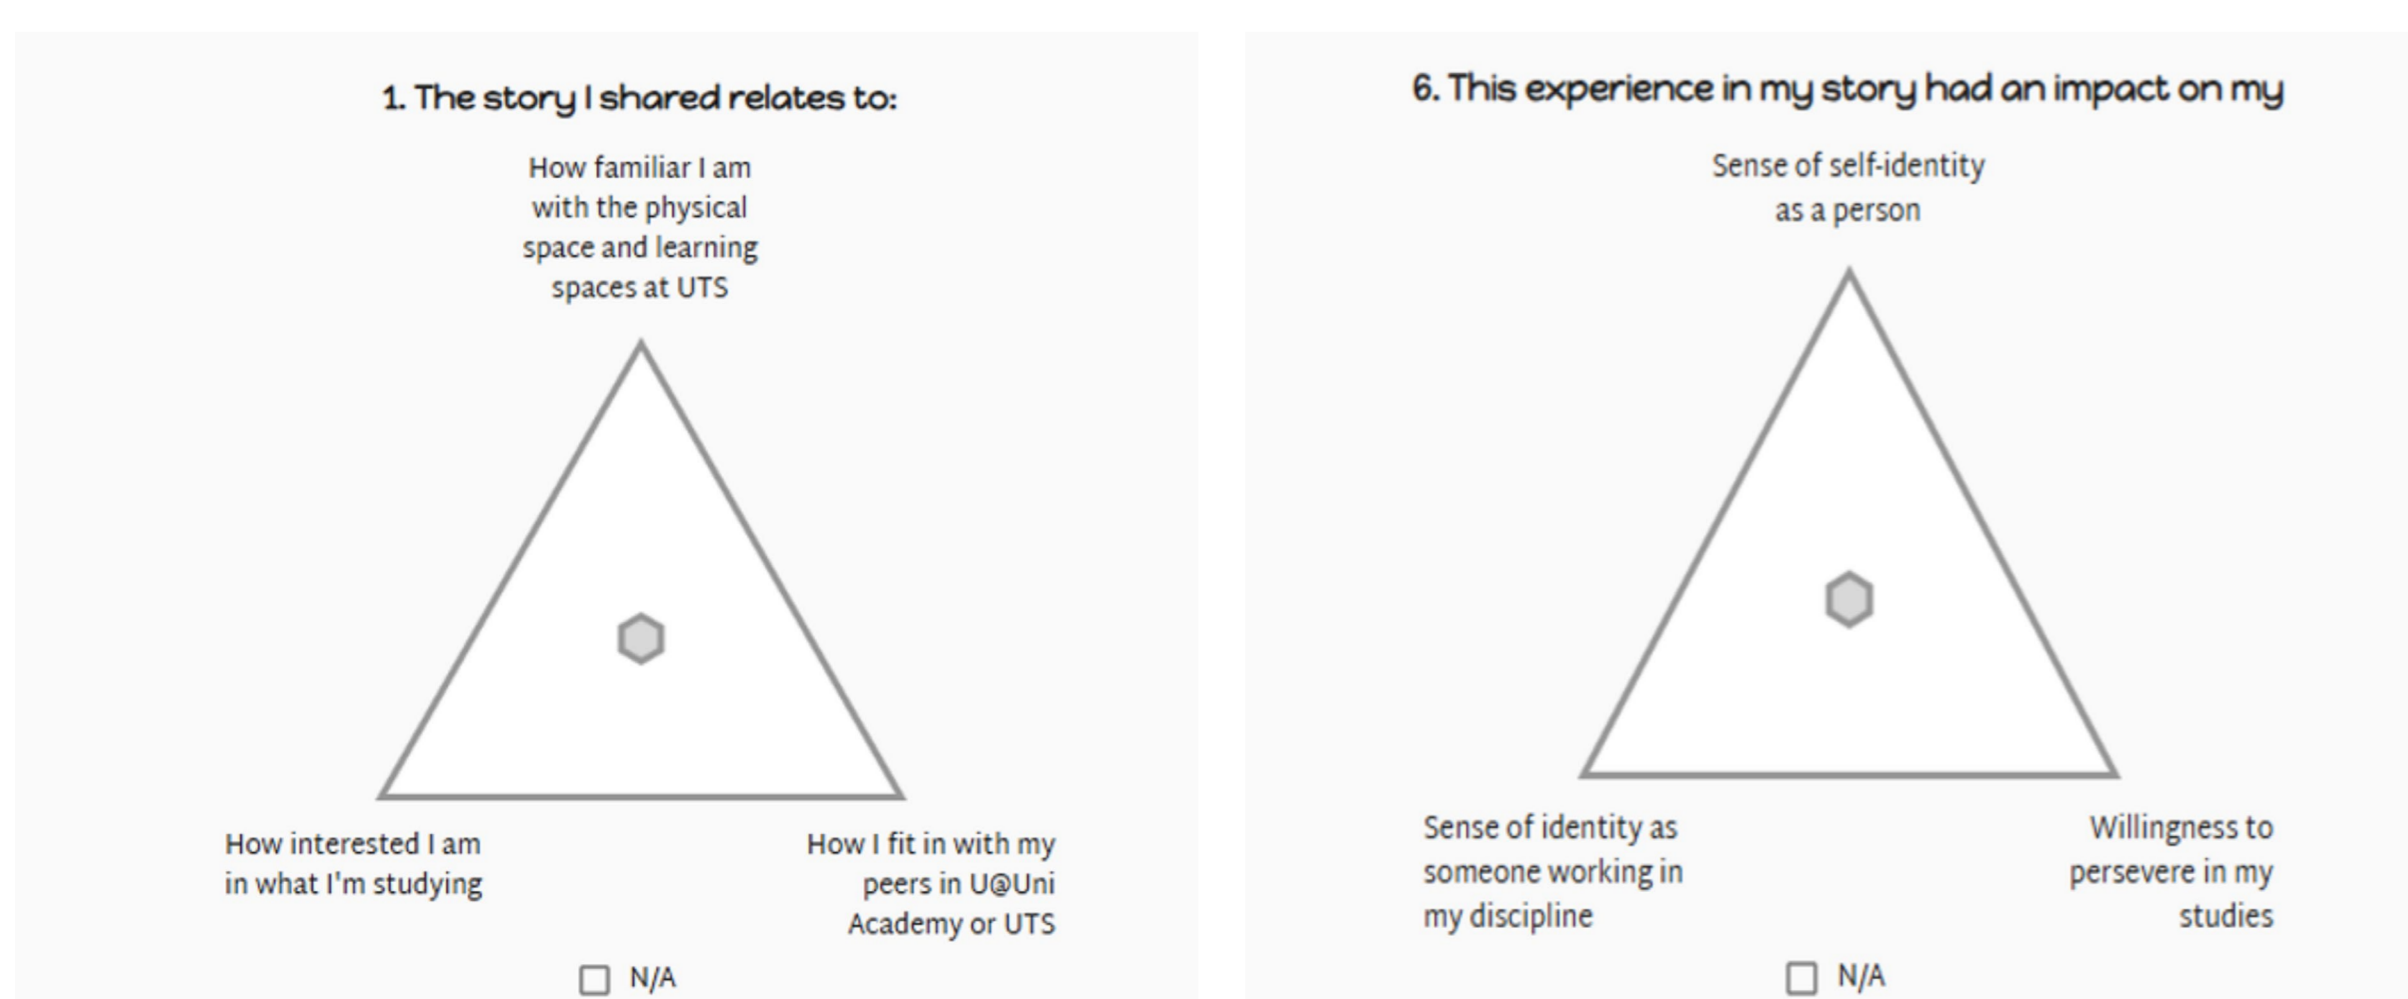 1. The story I shared relates to:
How familiar I am
with the physical
space and learning
spaces at UTS
How interested I am
in what I'm studying
How I fit in with my
peers in U@Uni
Academy or UTS
N/A
6. This experience in my story had an impact on my
Sense of self-identity
as a person
Sense of identity as
someone working in
my discipline
Willingness to
persevere in my
studies
N/A